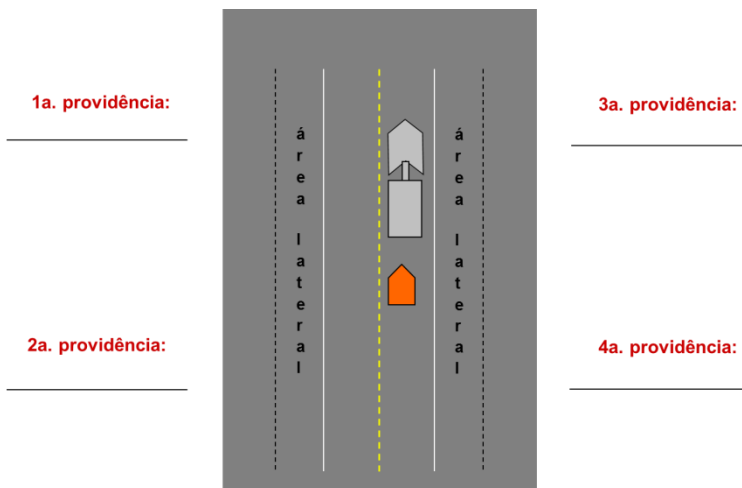 1a. providência:
2a. providência:
área lateral
área lateral
3a. providência:
4a. providência: